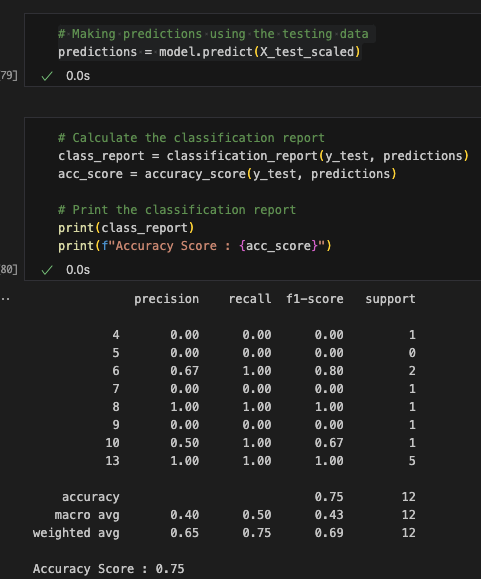 # Making predictions using the testing data
predictions = model.predict(X_test_scaled)
79] ✓ 0.0s
# Calculate the classification report
class_report = classification_report(y_test, predictions)
acc_score = accuracy_score(y_test, predictions)
# Print the classification report
print(class_report)
print(f"Accuracy Score : {acc_score}")
80] ✓ 0.0s
..
precision recall f1-score support
4 0.00 0.00 0.00 1
5 0.00 0.00 0.00 0
6 0.67 1.00 0.80 2
7 0.00 0.00 0.00 1
8 1.00 1.00 1.00 1
9 0.00 0.00 0.00 1
10 0.50 1.00 0.67 1
13 1.00 1.00 1.00 5
accuracy 0.75 12
macro avg 0.40 0.50 0.43 12
weighted avg 0.65 0.75 0.69 12
Accuracy Score : 0.75